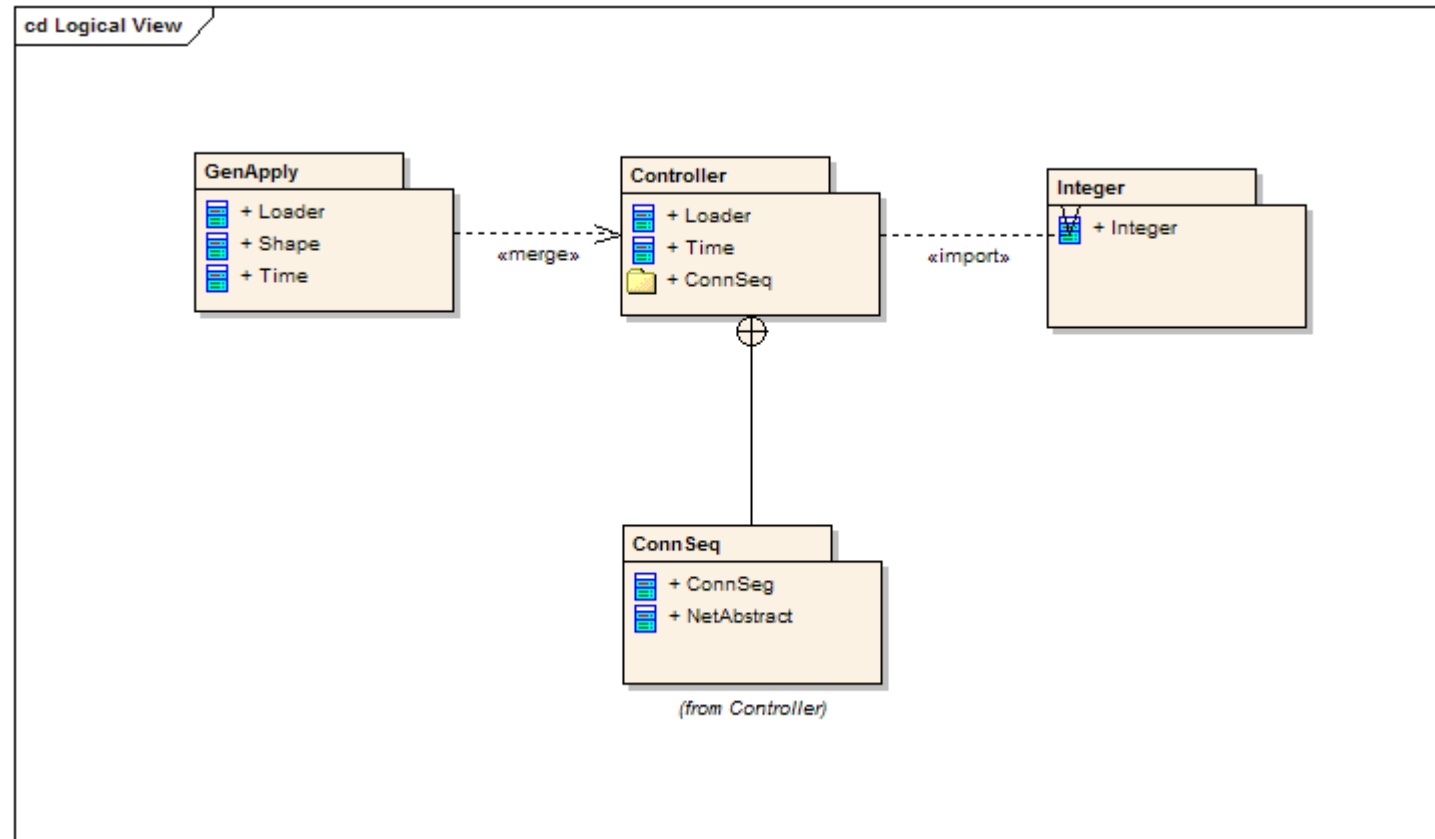 cd Logical View
GenApply
+ Loader
+ Shape
+ Time
«merge»
Controller
+ Loader
+ Time
+ ConnSeq
«import»
Integer
+ Integer
ConnSeq
+ ConnSeg
+ NetAbstract
(from Controller)